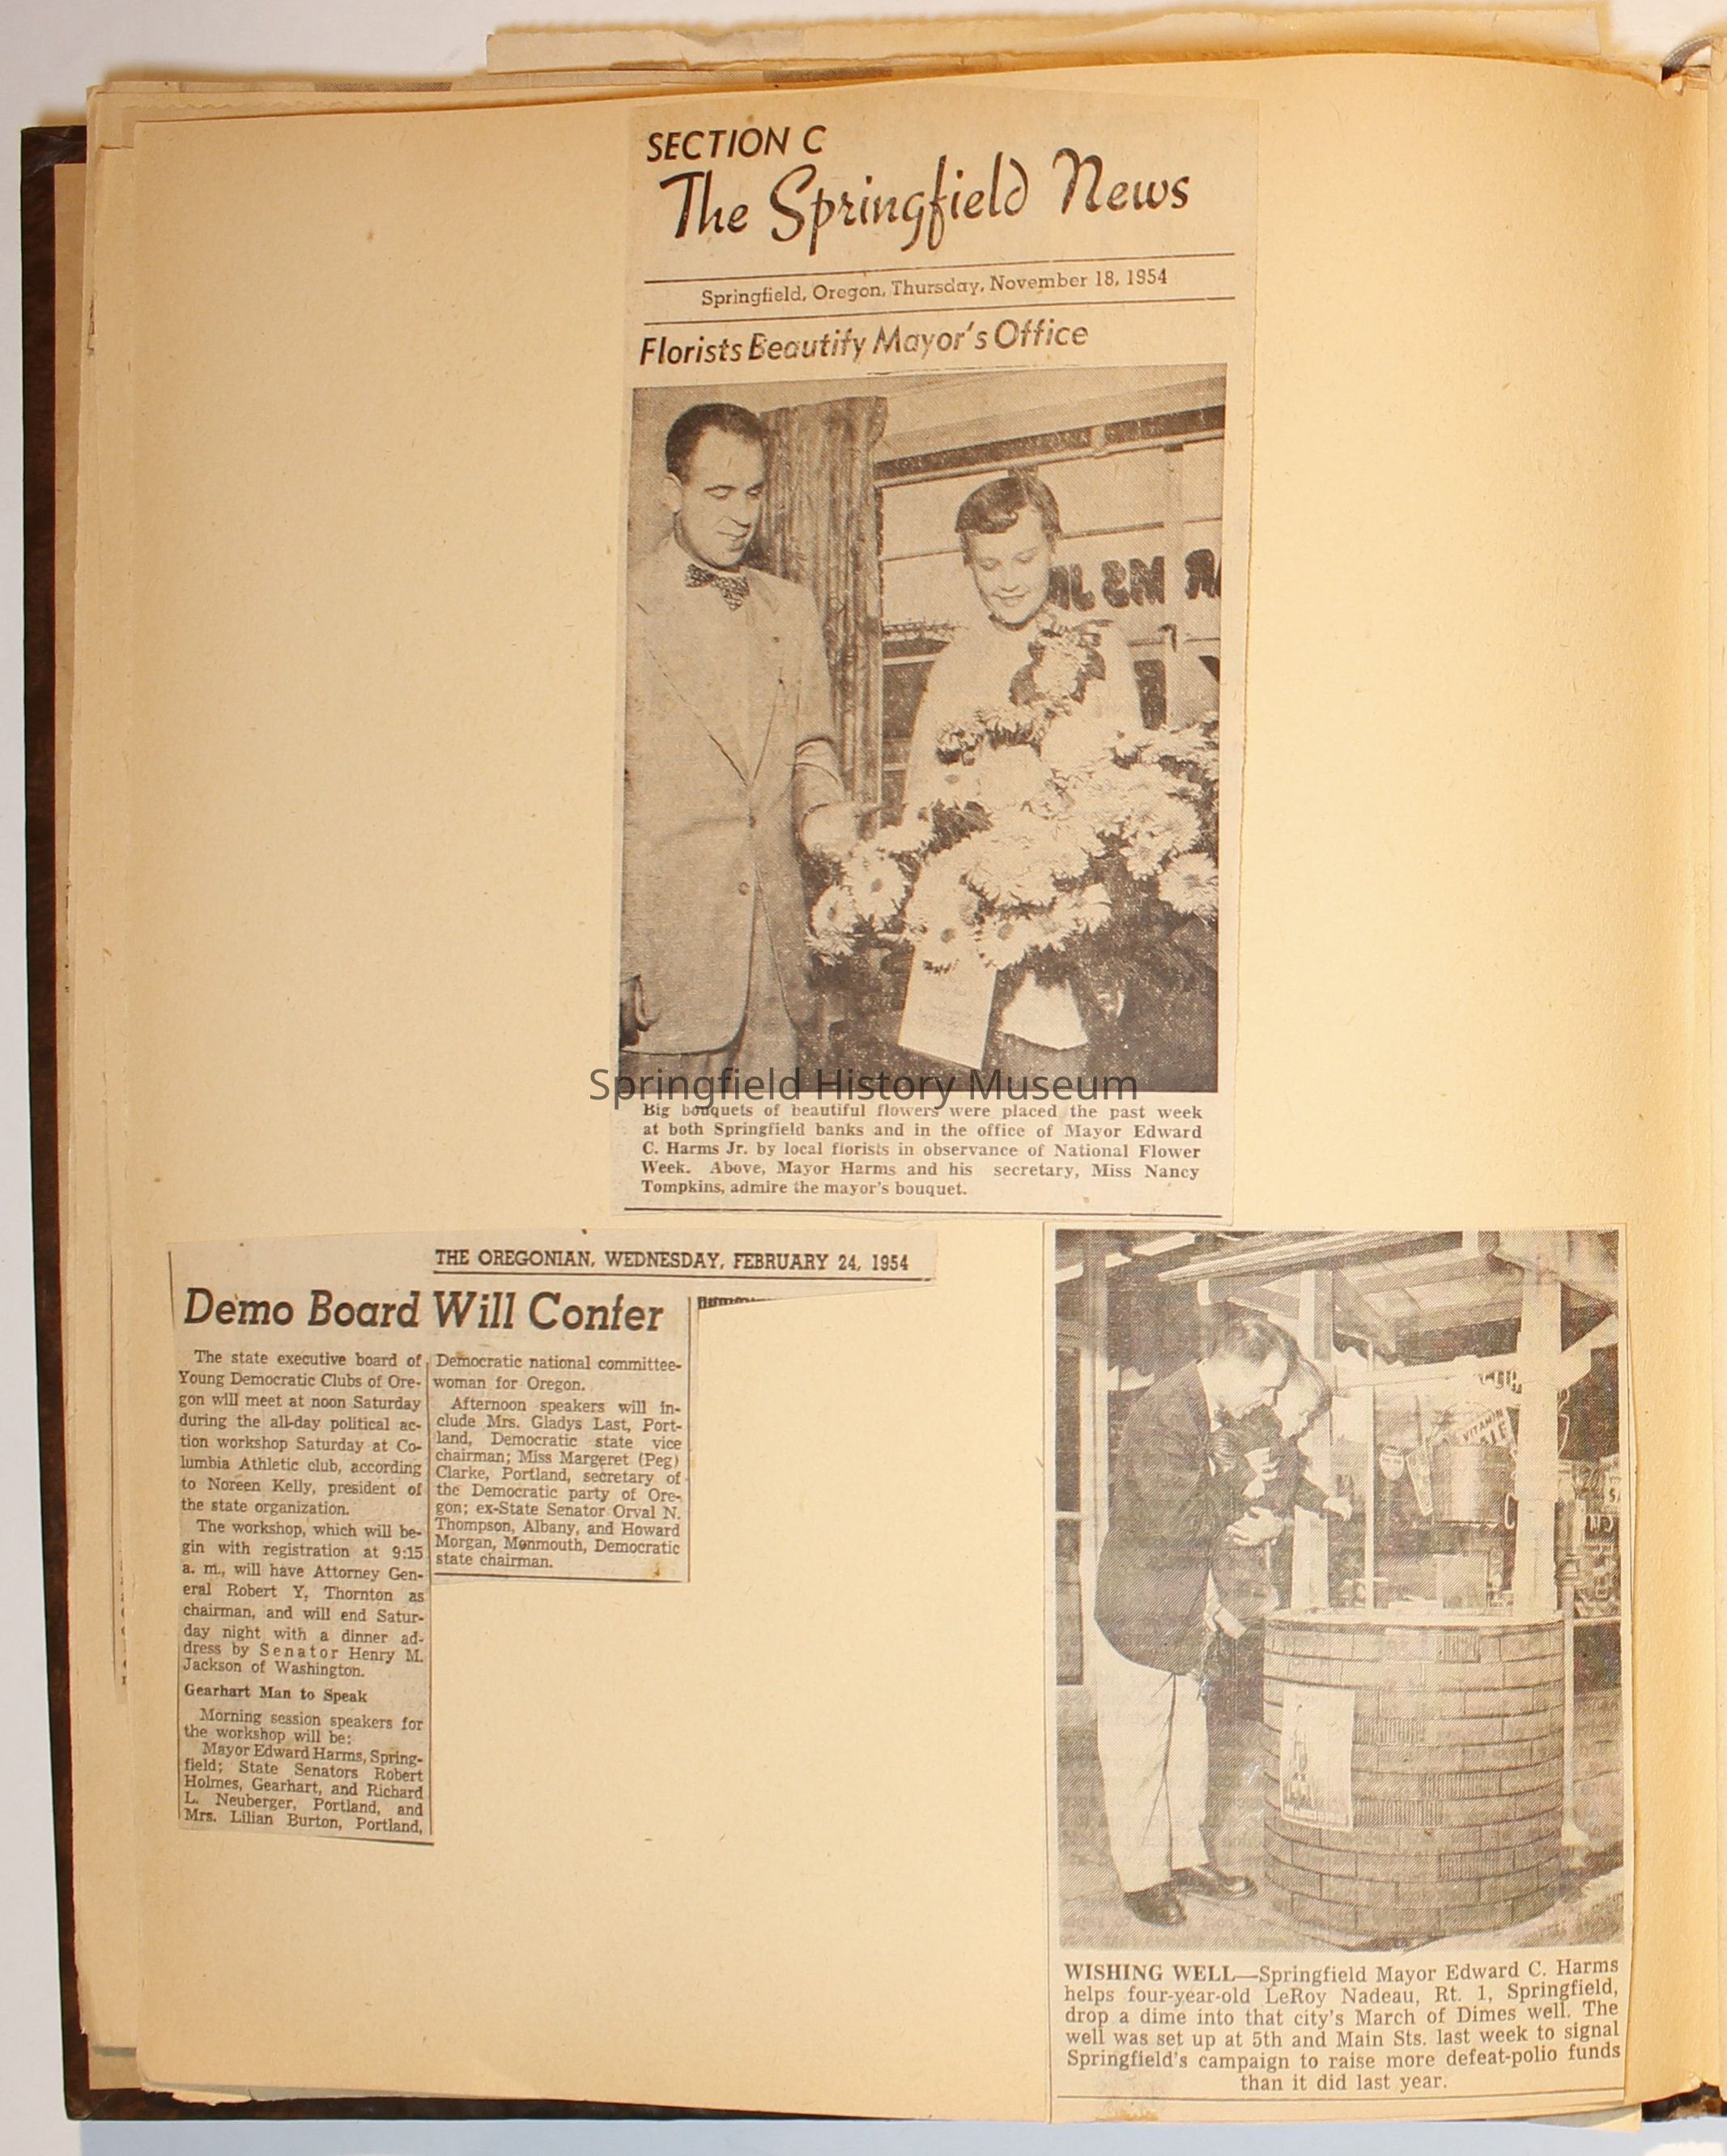 SECTION C
The Springfield News
Springfield, Oregon, Thursday, November 18, 1954
Florists Beautify Mayor's Office
Springfield History Museum
Big bouquets of beautiful flowers were placed the past week
at both Springfield banks and in the office of Mayor Edward
C. Harms Jr. by local florists in observance of National Flower
Week. Above, Mayor Harms and his secretary, Miss Nancy
Tompkins, admire the mayor's bouquet.
THE OREGONIAN, WEDNESDAY, FEBRUARY 24, 1954
Demo Board Will Confer
The state executive board of
Young Democratic Clubs of Ore-
gon will meet at noon Saturday
during the all-day political ac-
tion workshop Saturday at Co-
lumbia Athletic club, according
to Noreen Kelly, president of
the state organization.
The workshop, which will be-
gin with registration at 9:15
a. m., will have Attorney Gen-
eral Robert Y. Thornton as
chairman, and will end Satur-
day night with a dinner ad-
dress by Senator Henry M.
Jackson of Washington.
Gearhart Man to Speak
Morning session speakers for
the workshop will be:
Mayor Edward Harms, Spring-
field; State Senators Robert
Holmes, Gearhart, and Richard
L. Neuberger, Portland, and
Mrs. Lilian Burton, Portland,
Democratic national committee-
woman for Oregon.
Afternoon speakers will in-
clude Mrs. Gladys Last, Port-
land, Democratic state vice
chairman; Miss Margeret (Peg)
Clarke, Portland, secretary of
the Democratic party of Ore-
gon; ex-State Senator Orval N.
Thompson, Albany, and Howard
Morgan, Monmouth, Democratic
state chairman.
VITAMIN
WISHING WELL—Springfield Mayor Edward C. Harms
helps four-year-old LeRoy Nadeau, Rt. 1, Springfield,
drop a dime into that city's March of Dimes well. The
well was set up at 5th and Main Sts. last week to signal
Springfield's campaign to raise more defeat-polio funds
than it did last year.